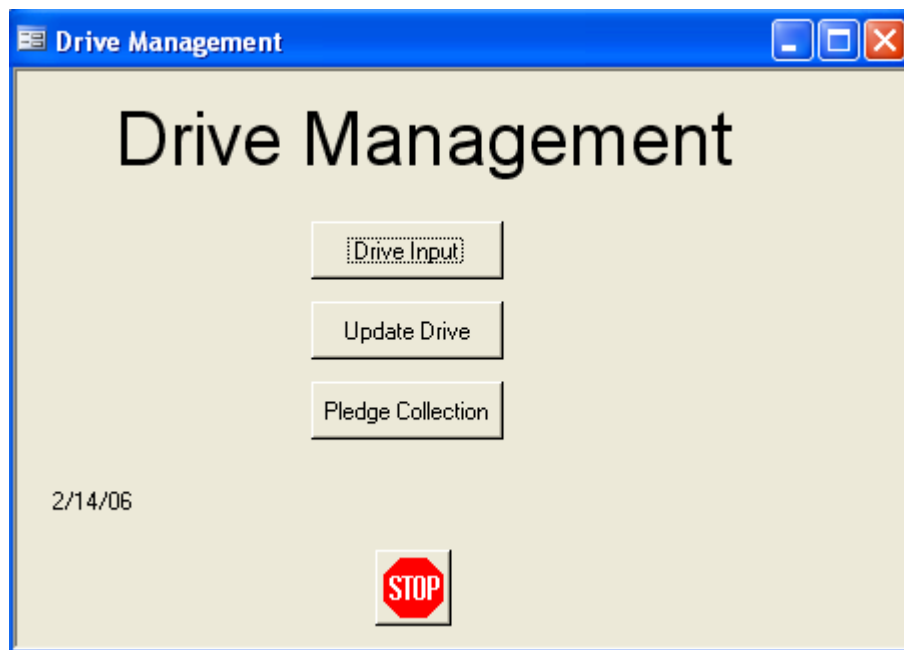 Drive Management
Drive Management
Drive Input
Update Drive
Pledge Collection
2/14/06
STOP